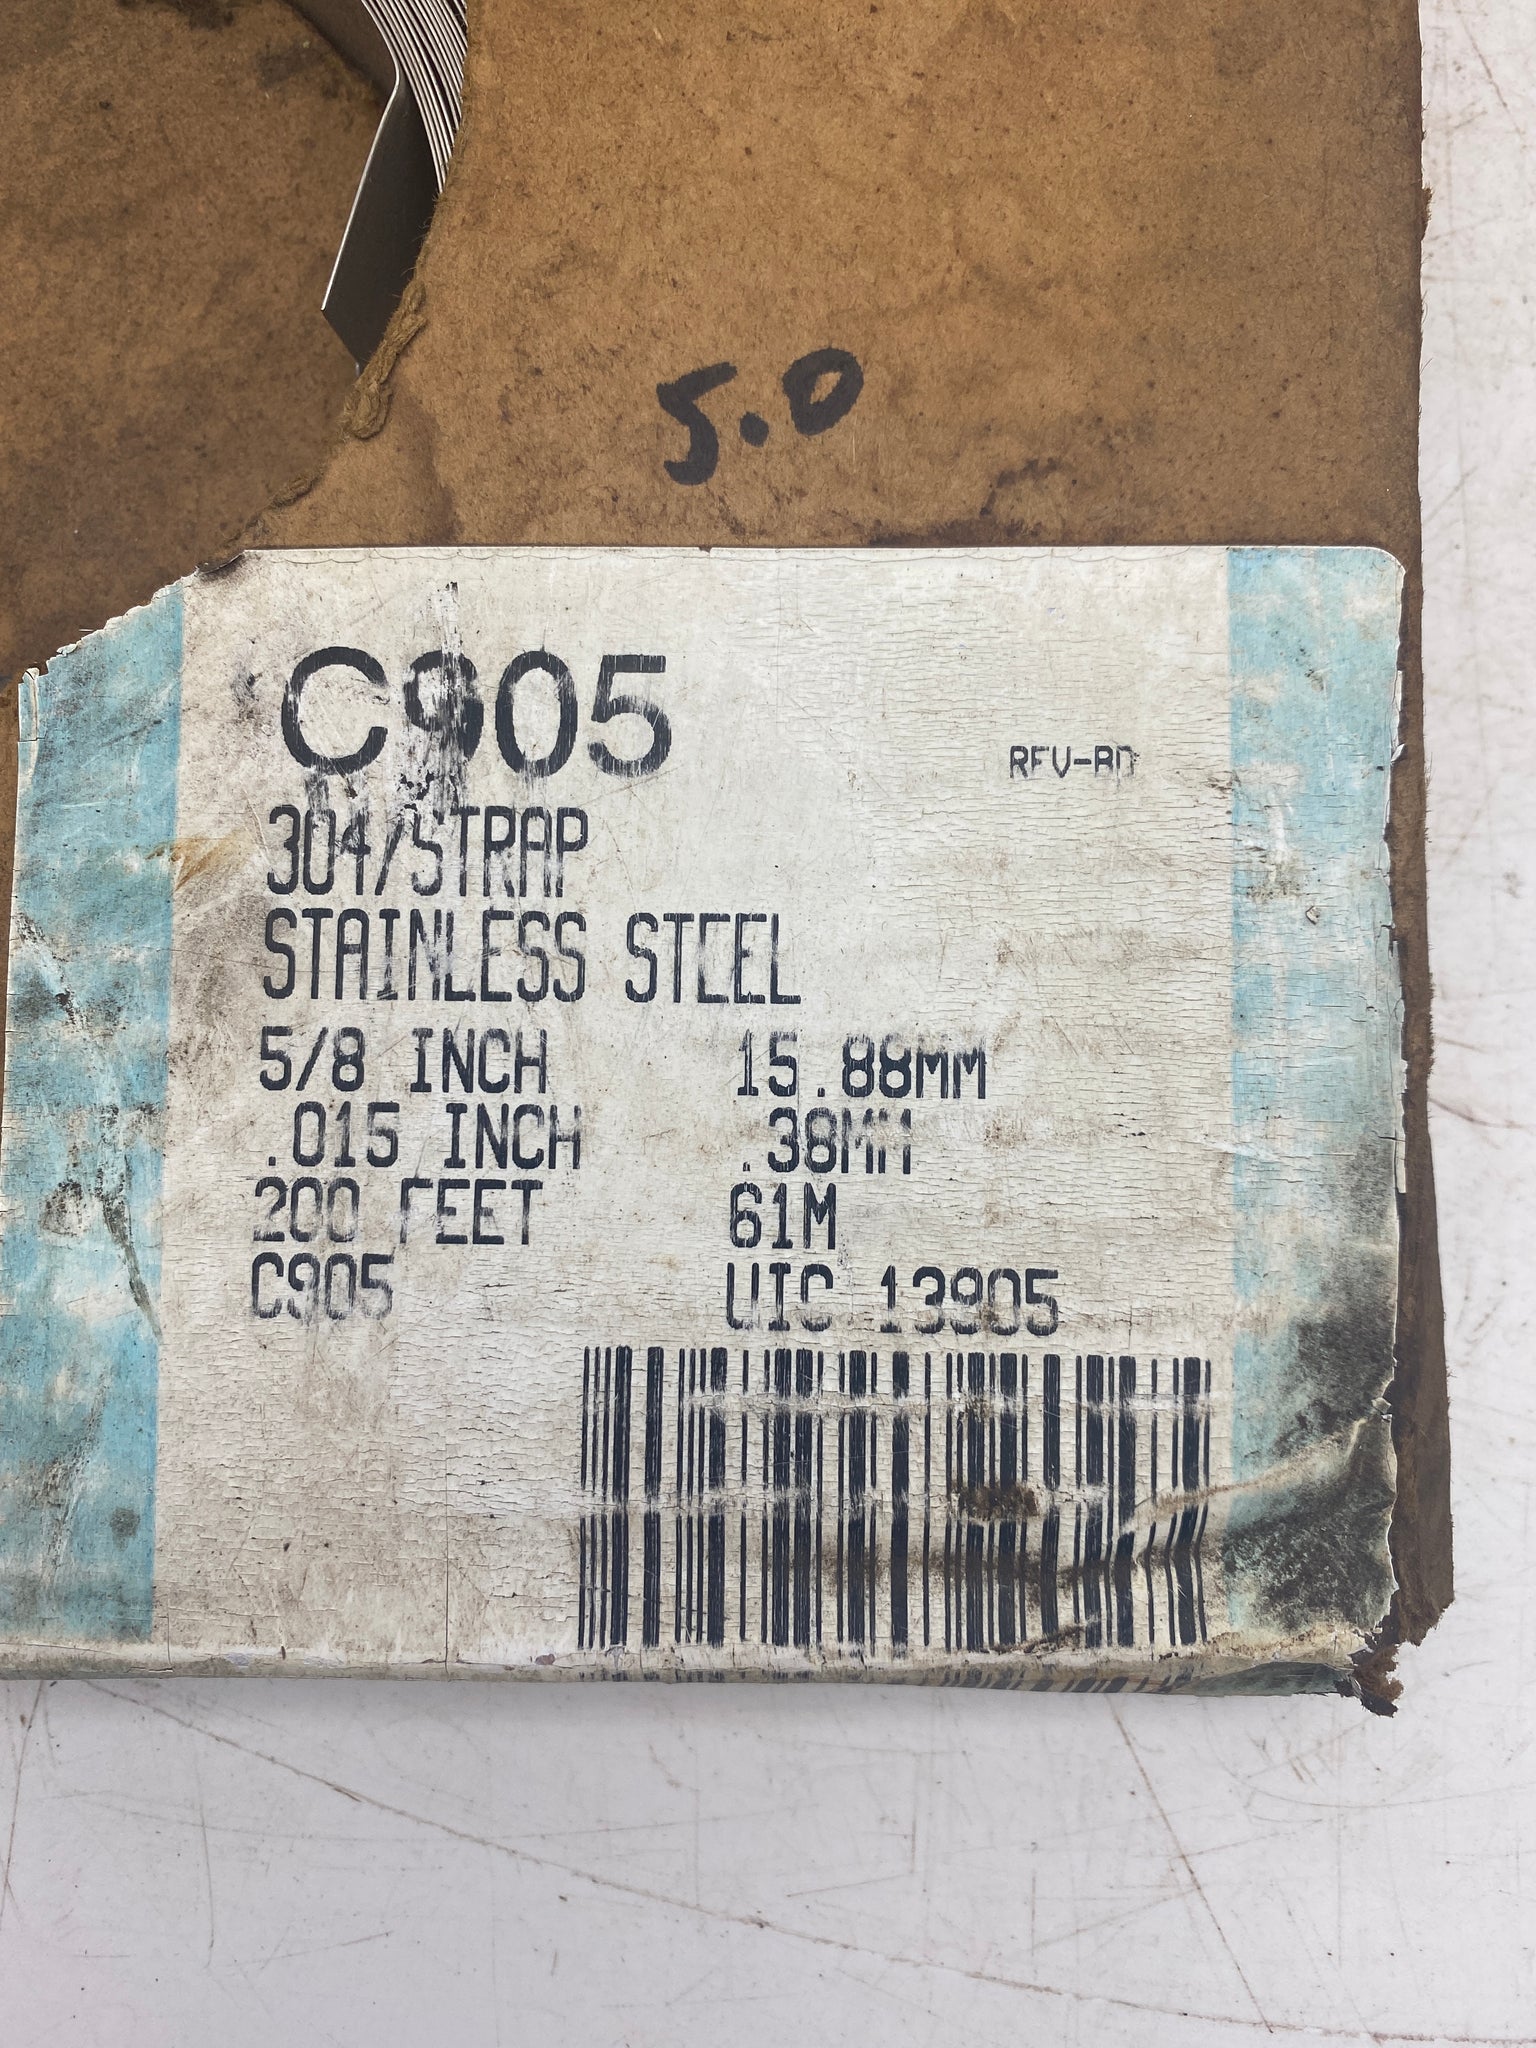 5.0
C905
REV-BD
304/STRAP
STAINLESS STEEL
5/8 INCH 15.88MM
.015 INCH .38MM
200 FEET 61M
C905 UIC 13905